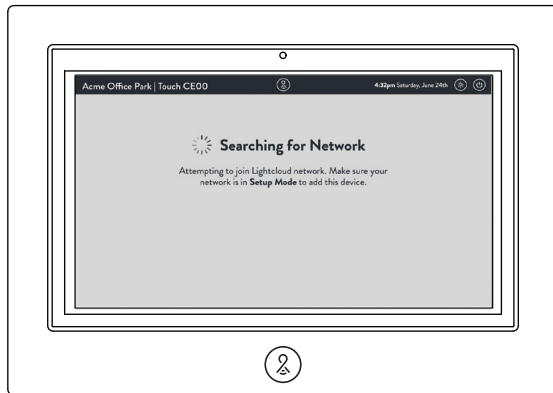 Acme Office Park | Touch CE00
4:32pm Saturday, June 24th
Searching for Network
Attempting to join Lightcloud network. Make sure your
network is in Setup Mode to add this device.